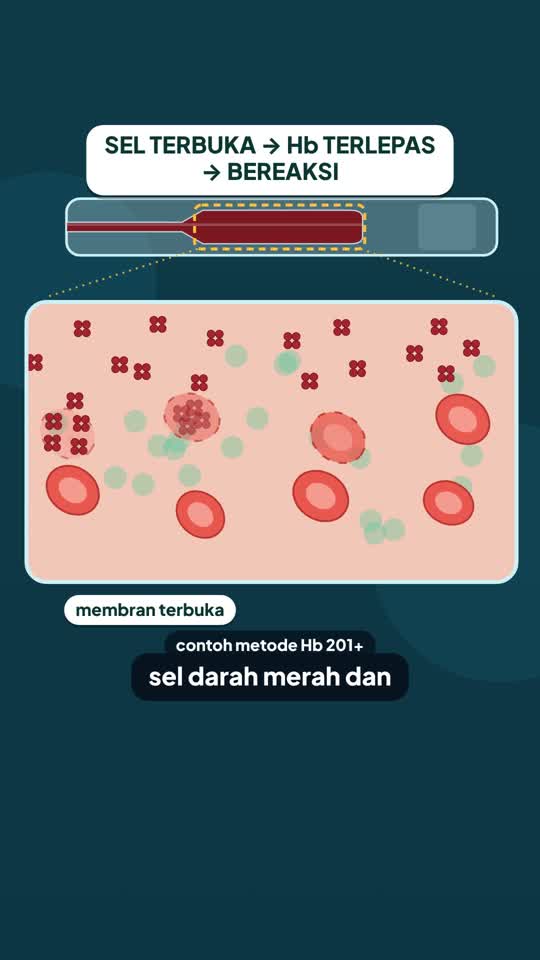 SEL TERBUKA → Hb TERLEPAS
→ BEREAKSI
membran terbuka
contoh metode Hb 201+
sel darah merah dan